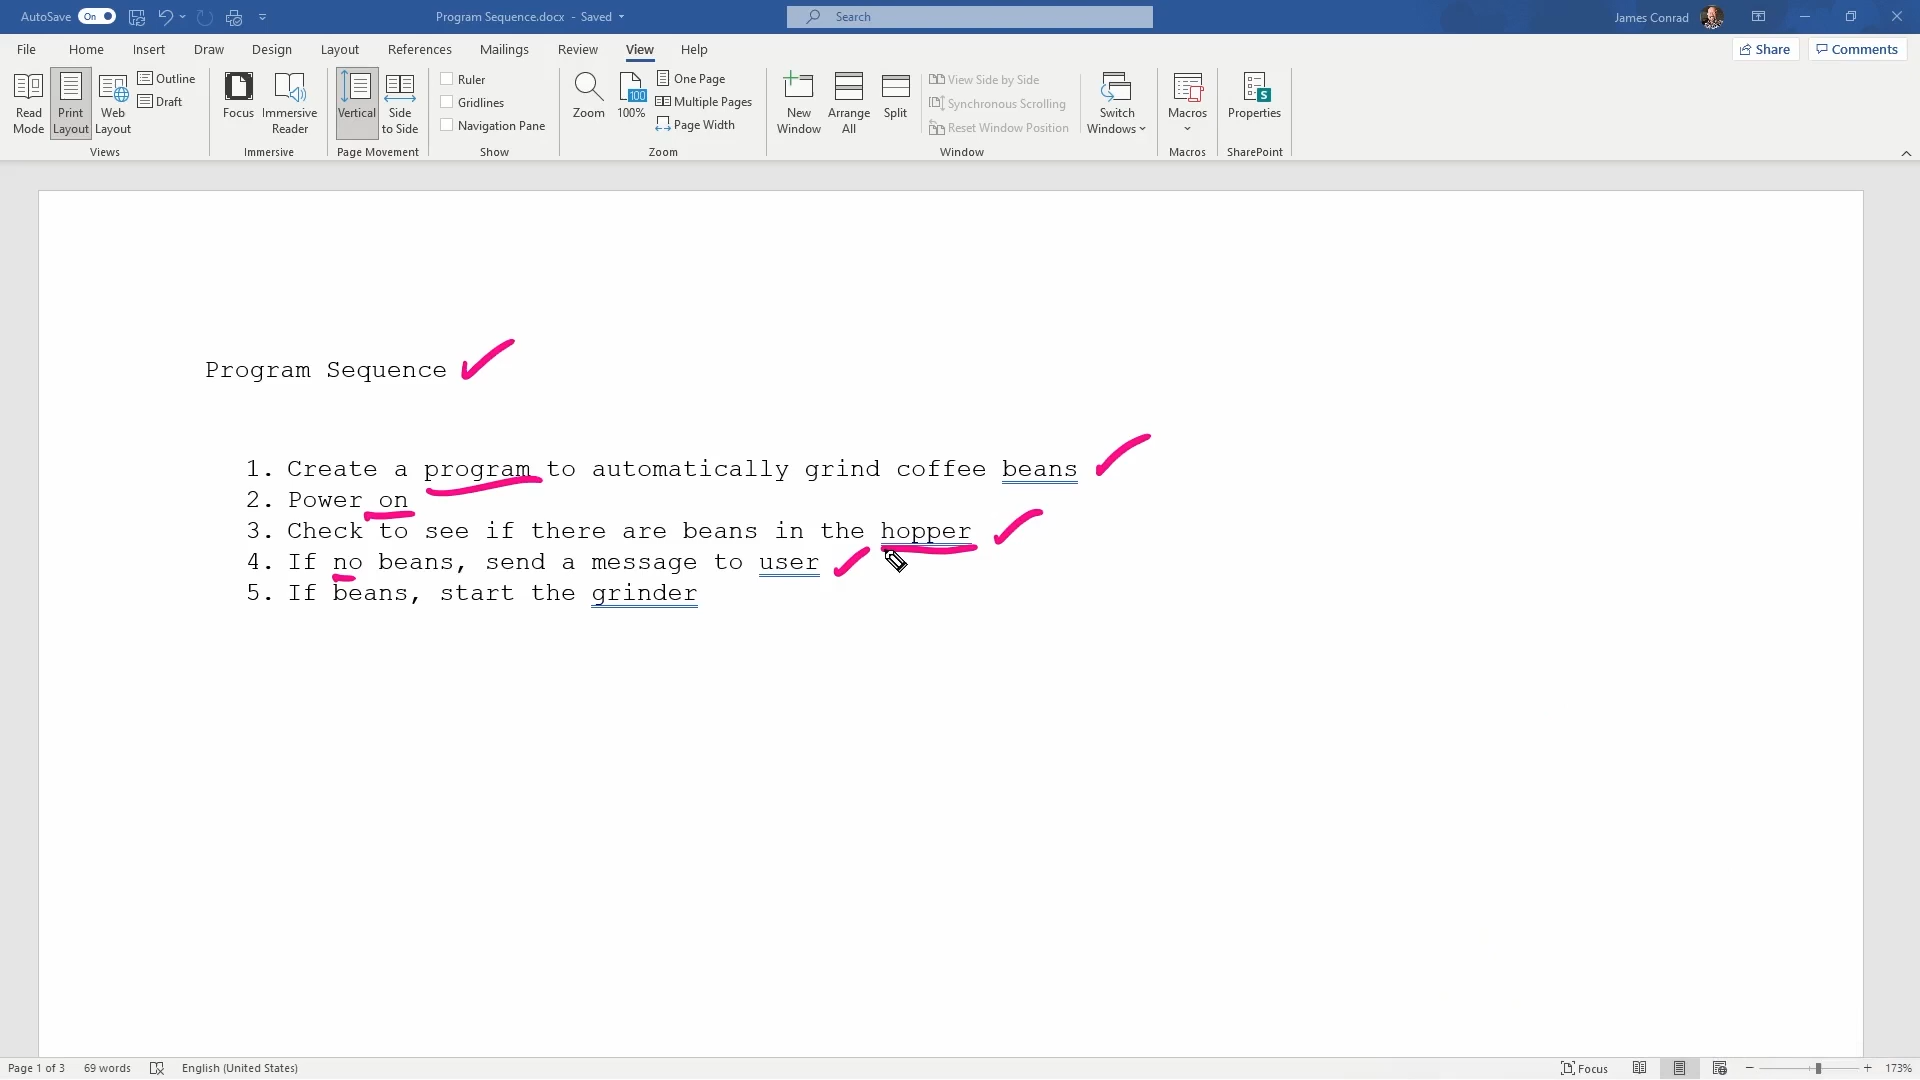 AutoSave On Program Sequence.docx - Saved Search James Conrad
File Home Insert Draw Design Layout References Mailings Review View Help Share Comments
Read Mode
Print Layout
Web Layout
Outline
Draft
Views
Focus
Immersive Reader
Immersive
Vertical
Side to Side
Page Movement
Ruler
Gridlines
Navigation Pane
Show
Zoom
100
100%
One Page
Multiple Pages
Page Width
Zoom
New Window
Arrange All
Split
View Side by Side
Synchronous Scrolling
Reset Window Position
Switch Windows
Window
Macros
Macros
S
Properties
SharePoint
Program Sequence
1. Create a program to automatically grind coffee beans
2. Power on
3. Check to see if there are beans in the hopper
4. If no beans, send a message to user
5. If beans, start the grinder
Page 1 of 3 69 words English (United States) Focus 173%